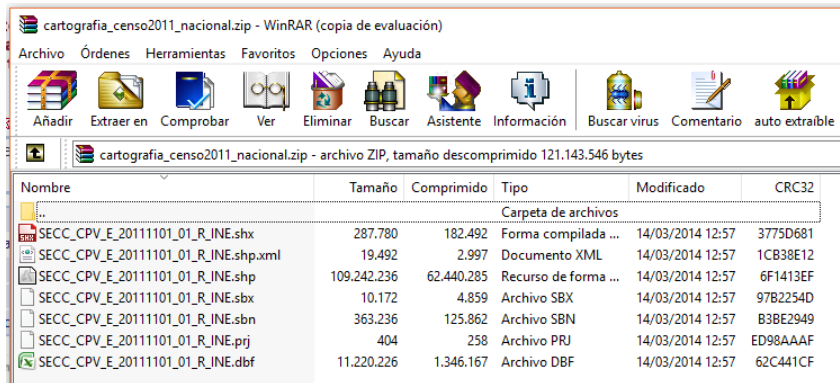 cartografia_censo2011_nacional.zip - WinRAR (copia de evaluación)
Archivo Órdenes Herramientas Favoritos Opciones Ayuda
Añadir Extraer en Comprobar Ver Eliminar Buscar Asistente Información Buscar virus Comentario auto extraíble
cartografia_censo2011_nacional.zip - archivo ZIP, tamaño descomprimido 121.143.546 bytes
Nombre Tamaño Comprimido Tipo Modificado CRC32
.. Carpeta de archivos
SECC_CPV_E_20111101_01_R_INE.shx 287.780 182.492 Forma compilada ... 14/03/2014 12:57 3775D681
SECC_CPV_E_20111101_01_R_INE.shp.xml 19.492 2.997 Documento XML 14/03/2014 12:57 1CB38E12
SECC_CPV_E_20111101_01_R_INE.shp 109.242.236 62.440.285 Recurso de forma ... 14/03/2014 12:57 6F1413EF
SECC_CPV_E_20111101_01_R_INE.sbx 10.172 4.859 Archivo SBX 14/03/2014 12:57 97B2254D
SECC_CPV_E_20111101_01_R_INE.sbn 363.236 125.862 Archivo SBN 14/03/2014 12:57 B3BE2949
SECC_CPV_E_20111101_01_R_INE.prj 404 258 Archivo PRJ 14/03/2014 12:57 ED98AAAF
SECC_CPV_E_20111101_01_R_INE.dbf 11.220.226 1.346.167 Archivo DBF 14/03/2014 12:57 62C441CF